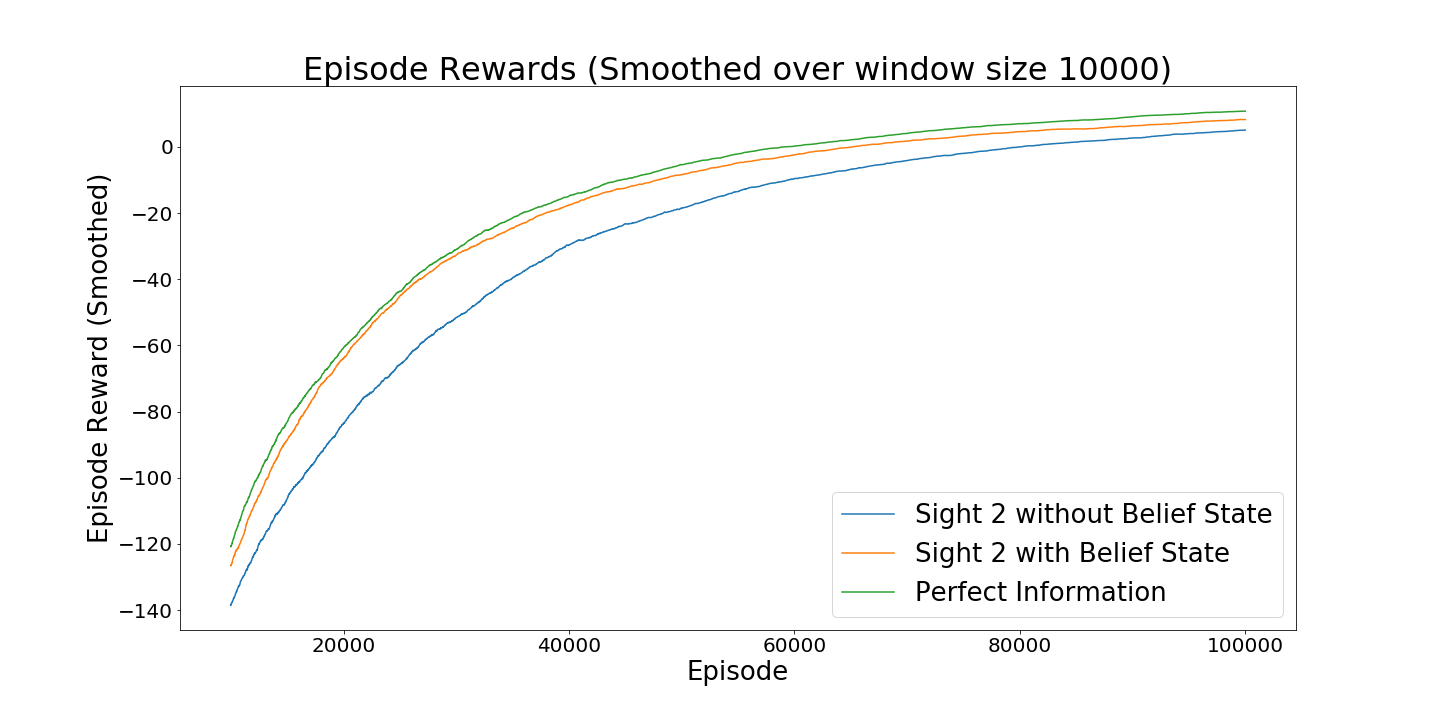 Episode Rewards (Smoothed over window size 10000)
Episode Reward (Smoothed)
0
−20
−40
−60
−80
−100
−120
−140
20000
40000
60000
80000
100000
Episode
Sight 2 without Belief State
Sight 2 with Belief State
Perfect Information